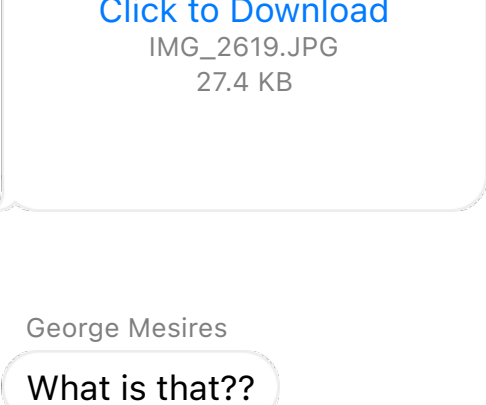 Click to Download
IMG_2619.JPG
27.4 KB
George Mesires
What is that??